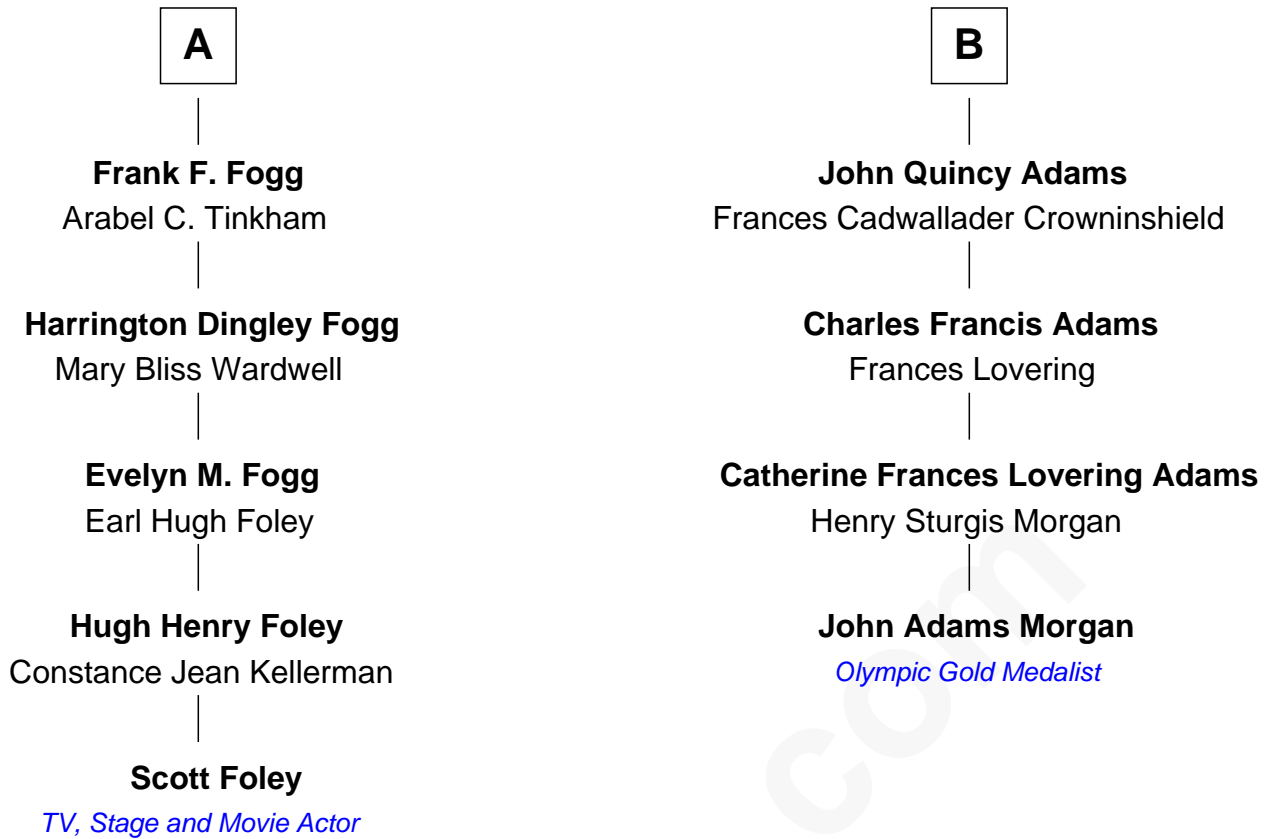 A
Frank F. Fogg
Arabel C. Tinkham
Harrington Dingley Fogg
Mary Bliss Wardwell
Evelyn M. Fogg
Earl Hugh Foley
Hugh Henry Foley
Constance Jean Kellerman
Scott Foley
TV, Stage and Movie Actor
B
John Quincy Adams
Frances Cadwallader Crowninshield
Charles Francis Adams
Frances Lovering
Catherine Frances Lovering Adams
Henry Sturgis Morgan
John Adams Morgan
Olympic Gold Medalist
com